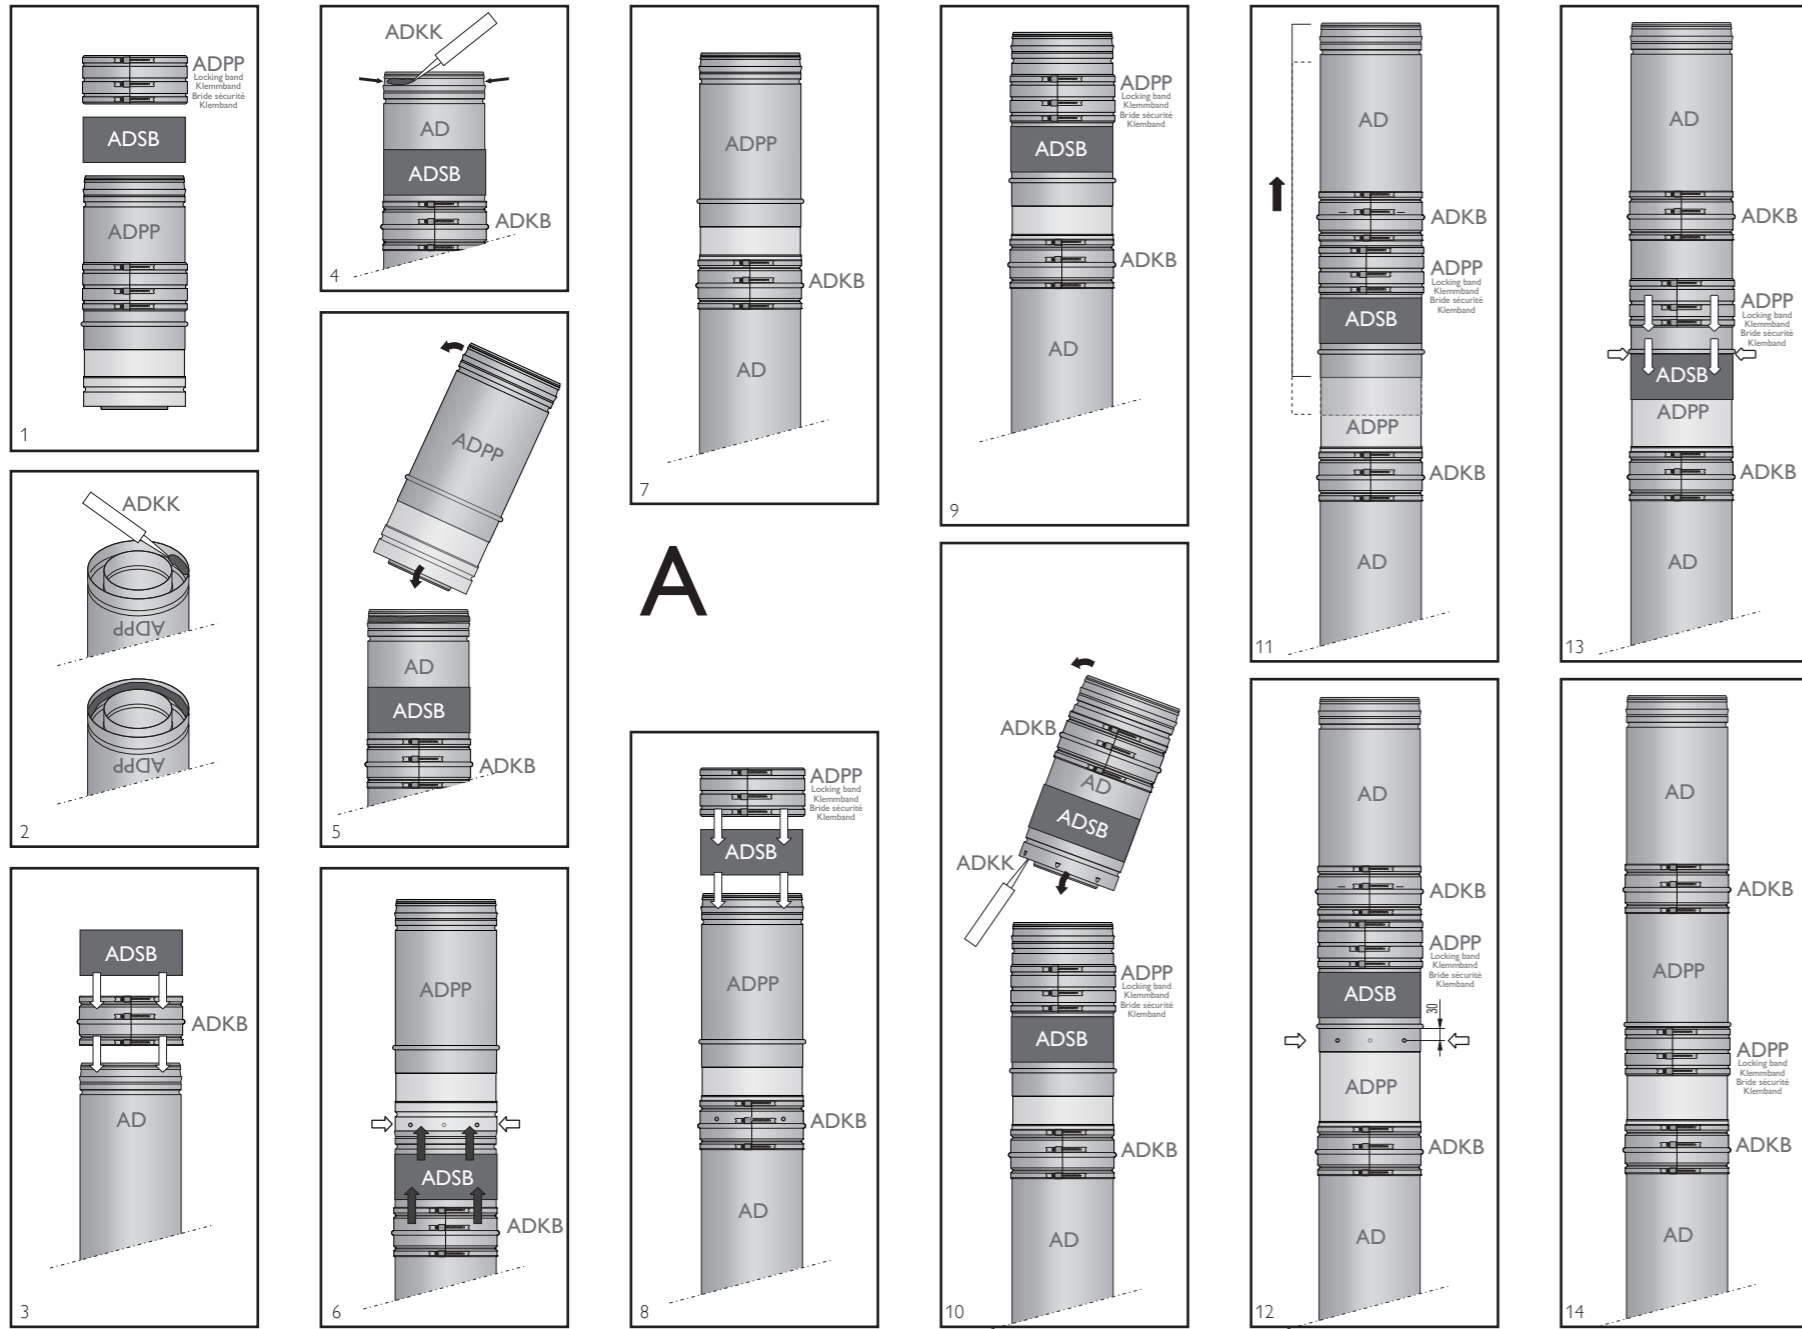 ADPP
Locking band
Klemmband
Bride sécurité
Klemband
ADSB
ADPP
1
ADKK
ADPP
ADPP
2
ADSB
ADKB
AD
3
ADKK
AD
ADSB
ADKB
4
ADPP
AD
ADSB
ADKB
5
ADPP
ADSB
ADKB
6
ADPP
ADKB
AD
7
A
ADPP
Locking band
Klemmband
Bride sécurité
Klemband
ADSB
ADPP
ADKB
AD
8
ADPP
Locking band
Klemmband
Bride sécurité
Klemband
ADSB
ADKB
AD
9
ADKB
AD
ADSB
ADKK
ADPP
Locking band
Klemmband
Bride sécurité
Klemband
ADSB
ADKB
AD
10
AD
ADKB
ADPP
Locking band
Klemmband
Bride sécurité
Klemband
ADSB
ADPP
ADKB
AD
11
AD
ADKB
ADPP
Locking band
Klemmband
Bride sécurité
Klemband
ADSB
30
ADPP
ADKB
AD
12
AD
ADKB
ADPP
Locking band
Klemmband
Bride sécurité
Klemband
ADSB
ADPP
ADKB
AD
13
AD
ADKB
ADPP
ADPP
Locking band
Klemmband
Bride sécurité
Klemband
ADKB
AD
14